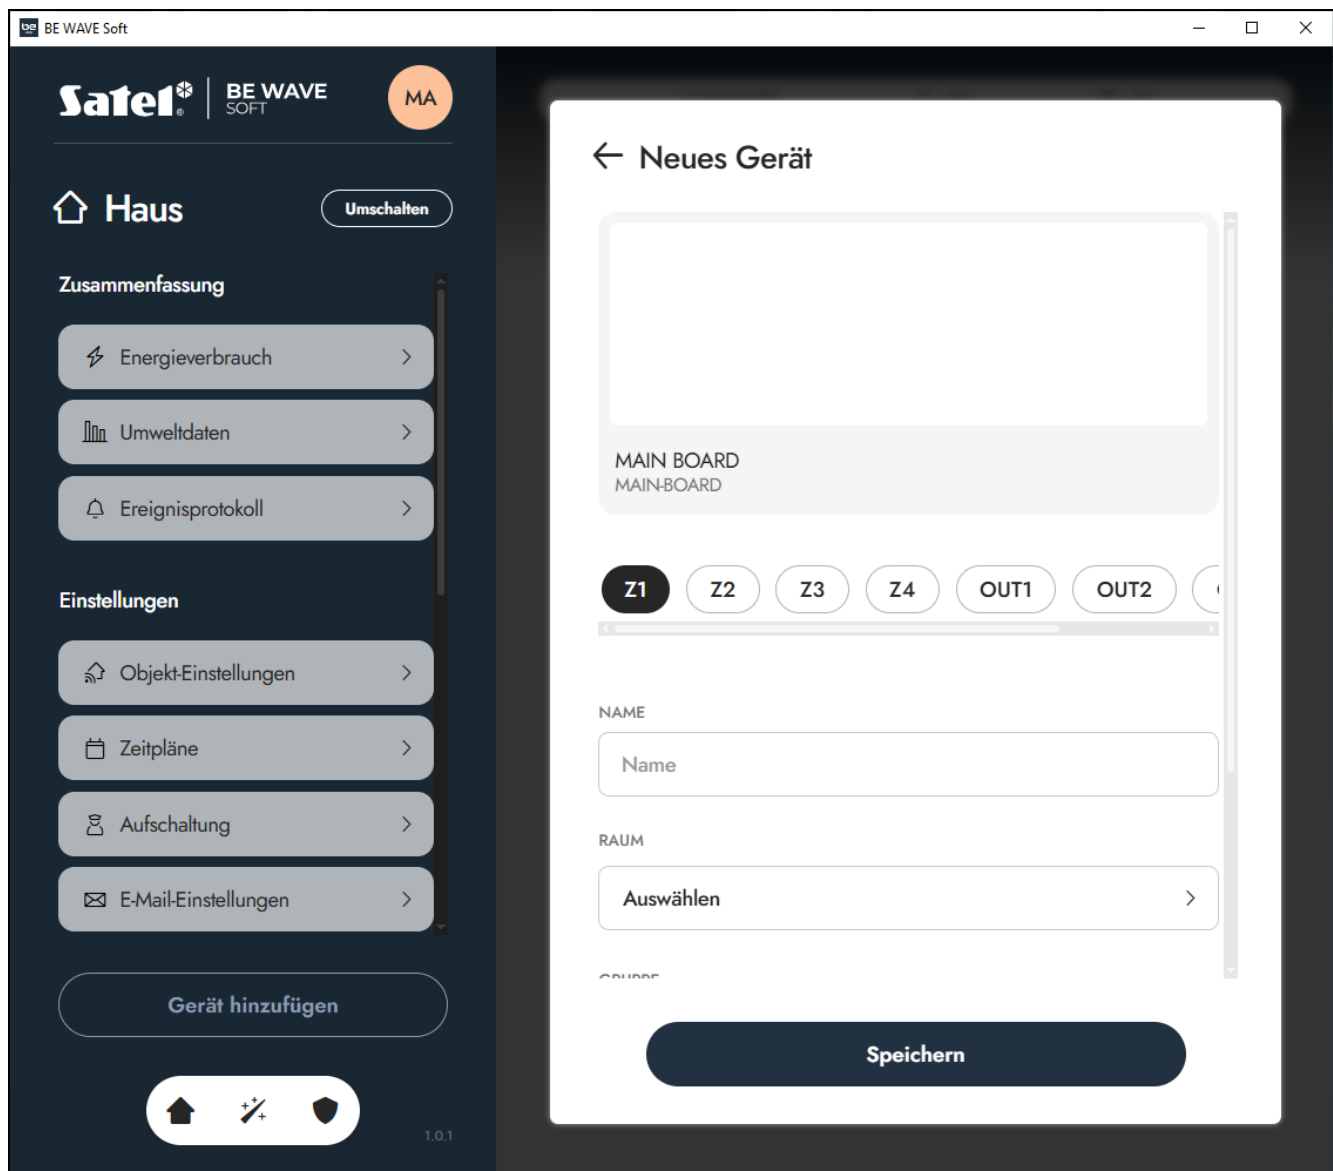 BE WAVE Soft
Satel | BE WAVE SOFT
MA
Haus
Umschalten
Zusammenfassung
Energieverbrauch
Umweltdaten
Ereignisprotokoll
Einstellungen
Objekt-Einstellungen
Zeitpläne
Aufschaltung
E-Mail-Einstellungen
Gerät hinzufügen
1.0.1
Neues Gerät
MAIN BOARD
MAIN-BOARD
Z1 Z2 Z3 Z4 OUT1 OUT2
NAME
Name
RAUM
Auswählen
GRUPPE
Speichern